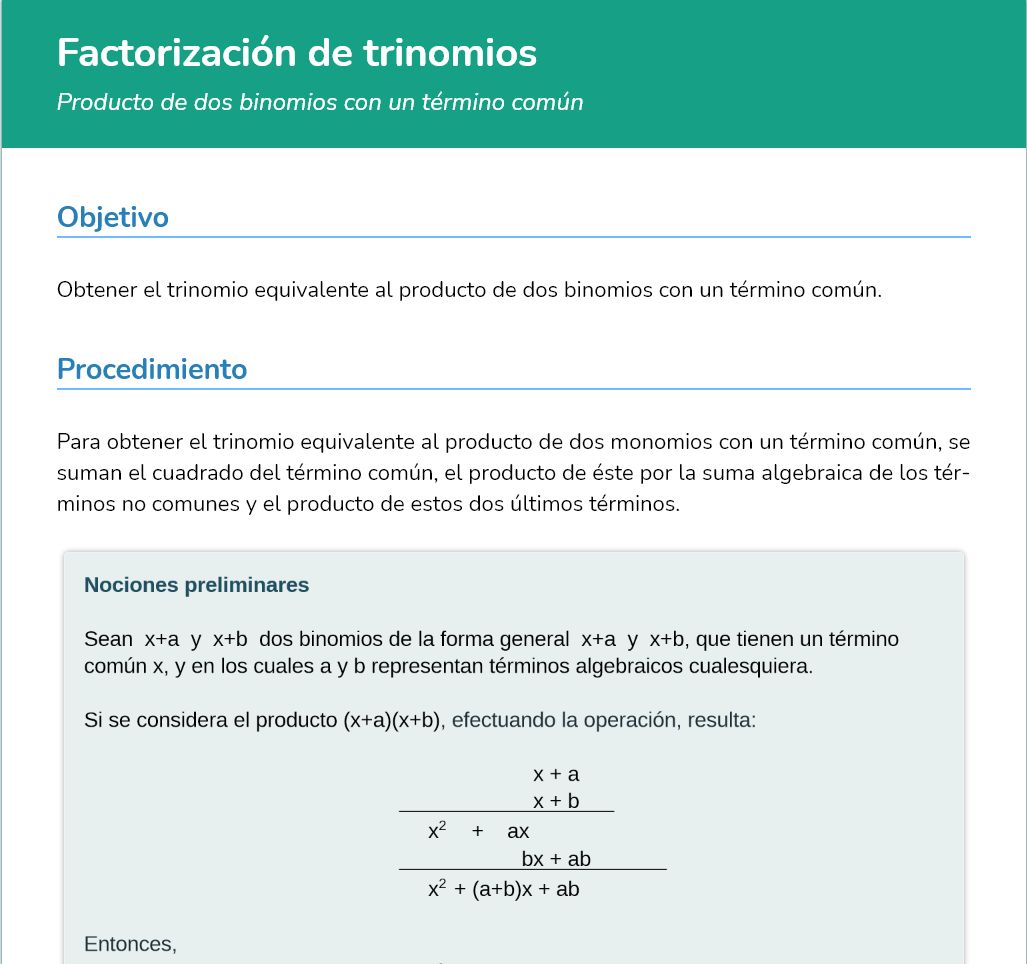 Factorización de trinomios
Producto de dos binomios con un término común
Objetivo
Obtener el trinomio equivalente al producto de dos binomios con un término común.
Procedimiento
Para obtener el trinomio equivalente al producto de dos monomios con un término común, se
suman el cuadrado del término común, el producto de éste por la suma algebraica de los tér-
minos no comunes y el producto de estos dos últimos términos.
Nociones preliminares
Sean x+a y x+b dos binomios de la forma general x+a y x+b, que tienen un término
común x, y en los cuales a y b representan términos algebraicos cualesquiera.
Si se considera el producto (x+a)(x+b), efectuando la operación, resulta:
x + a
x + b
x² + ax
bx + ab
x² + (a+b)x + ab
Entonces,